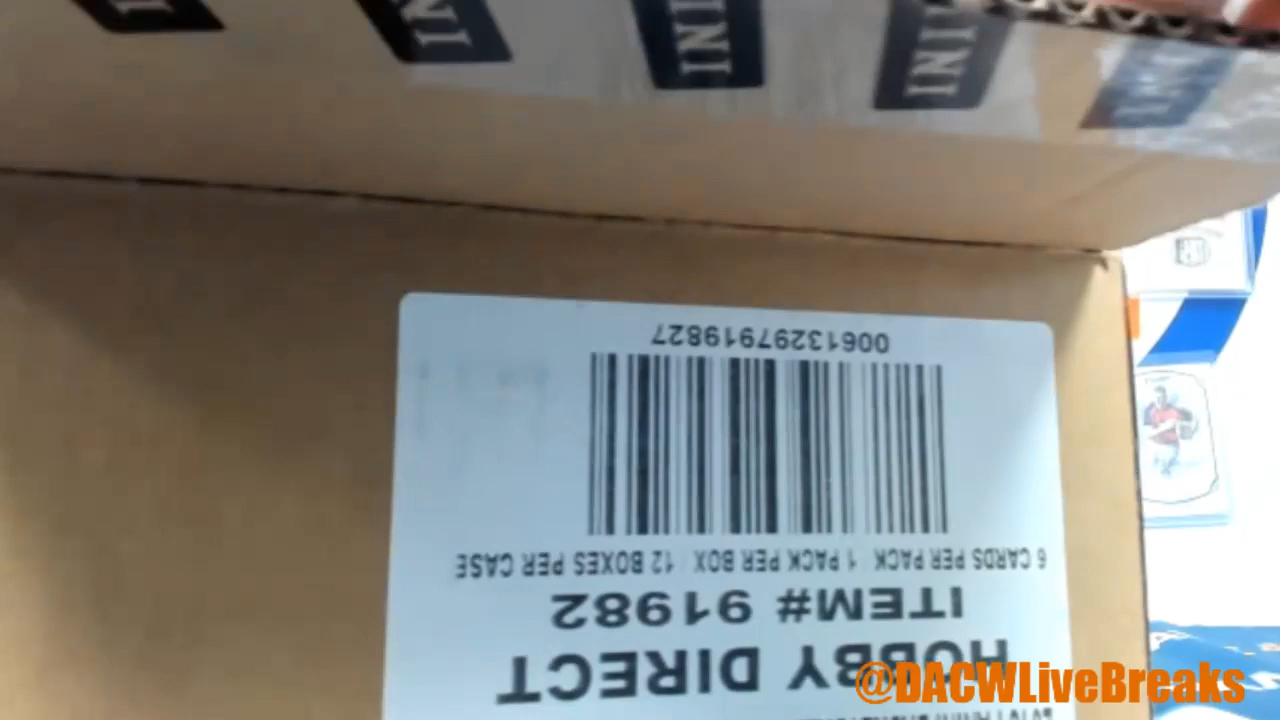 INI
INI
INI
HOBBY DIRECT
ITEM# 91982
6 CARDS PER PACK 1 PACK PER BOX 12 BOXES PER CASE
00613297919827
@DACWLiveBreaks